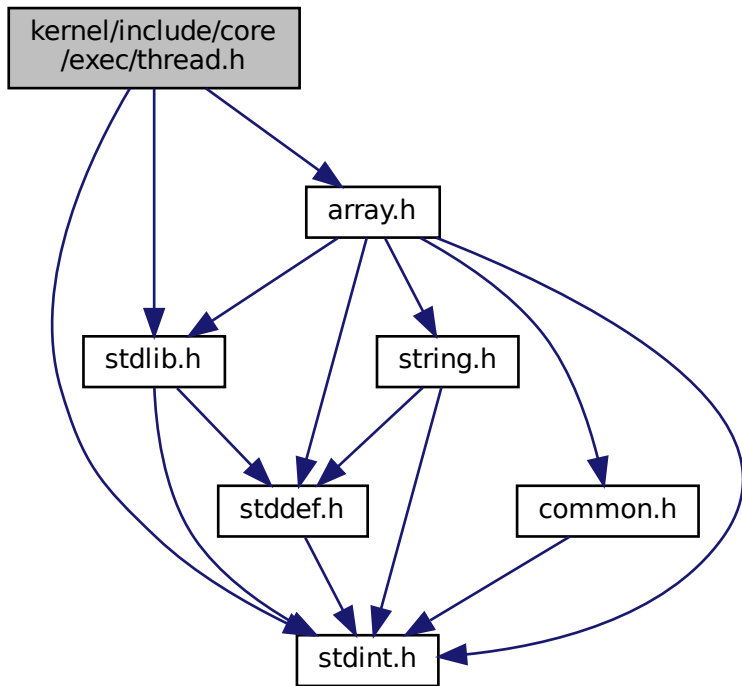 kernel/include/core
/exec/thread.h
array.h
stdlib.h
string.h
stddef.h
common.h
stdint.h